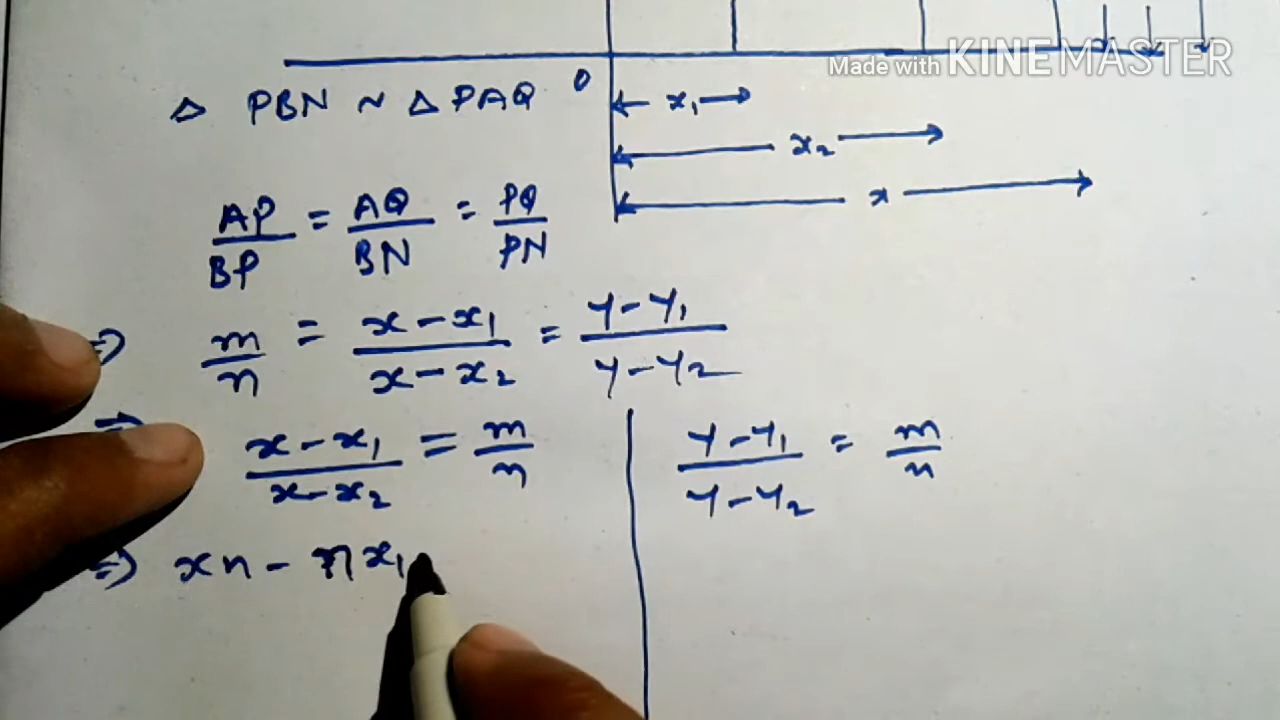 Made with KINEMASTER
△ PBN ~ △ PAQ
O
x₁
x₂
x
AP/BP = AQ/BN = PQ/PN
⇒ m/n = x-x₁/x-x₂ = y-y₁/y-y₂
⇒ x-x₁/x-x₂ = m/n
y-y₁/y-y₂ = m/n
⇒ xn - nx₁